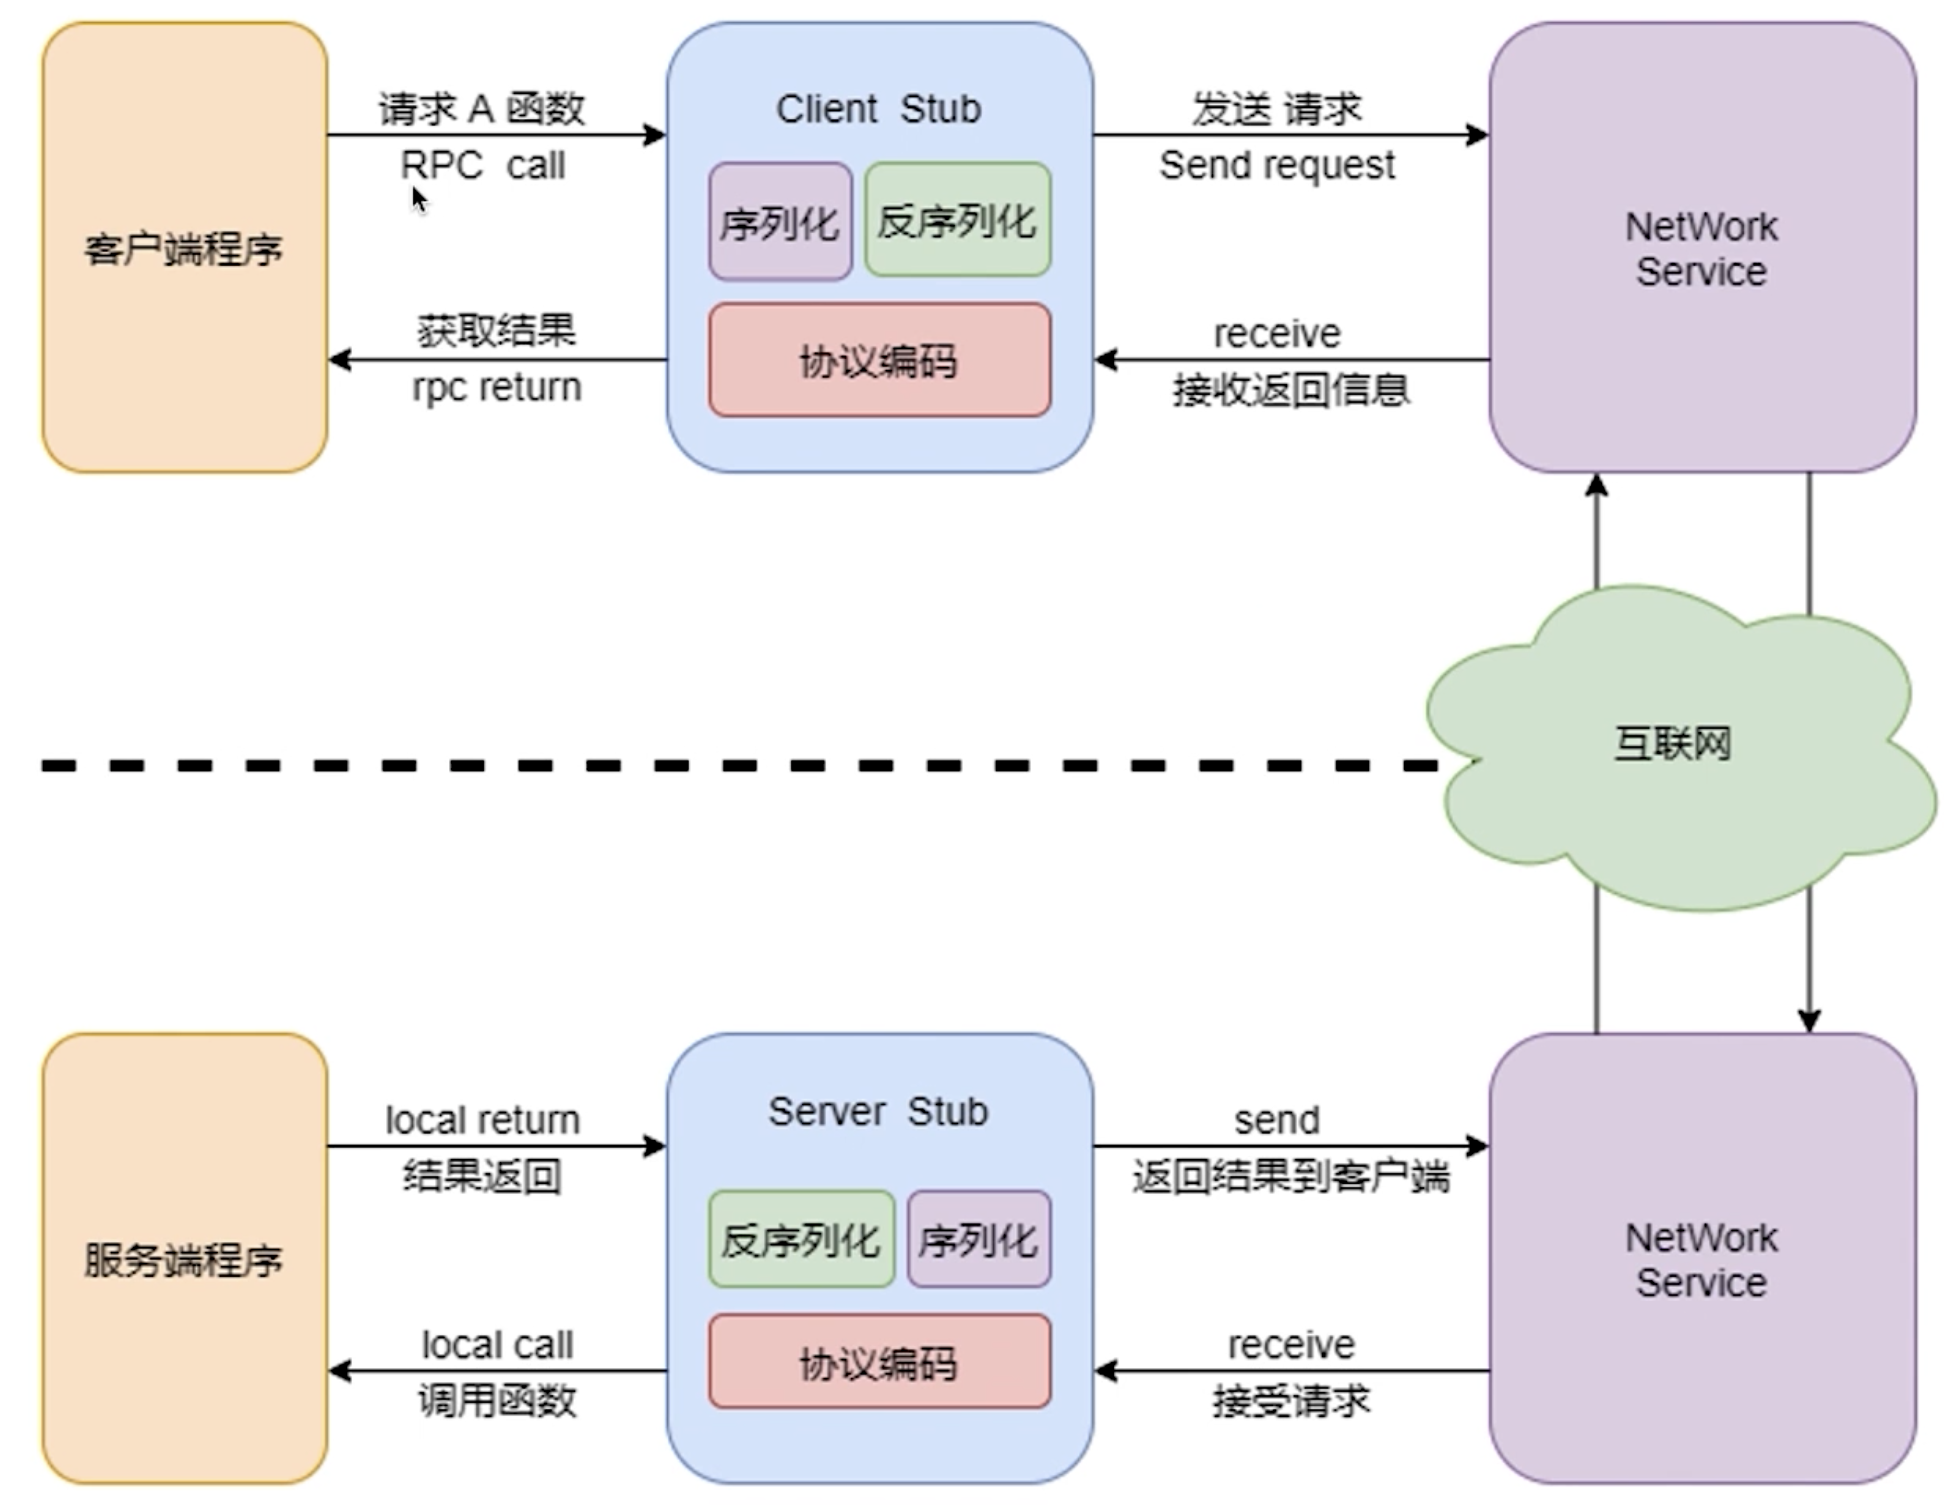 请求 A 函数
RPC call
客户端程序
获取结果
rpc return
Client Stub
序列化
反序列化
协议编码
发送 请求
Send request
receive
接收返回信息
NetWork
Service
互联网
服务端程序
local return
结果返回
local call
调用函数
Server Stub
反序列化
序列化
协议编码
send
返回结果到客户端
receive
接受请求
NetWork
Service